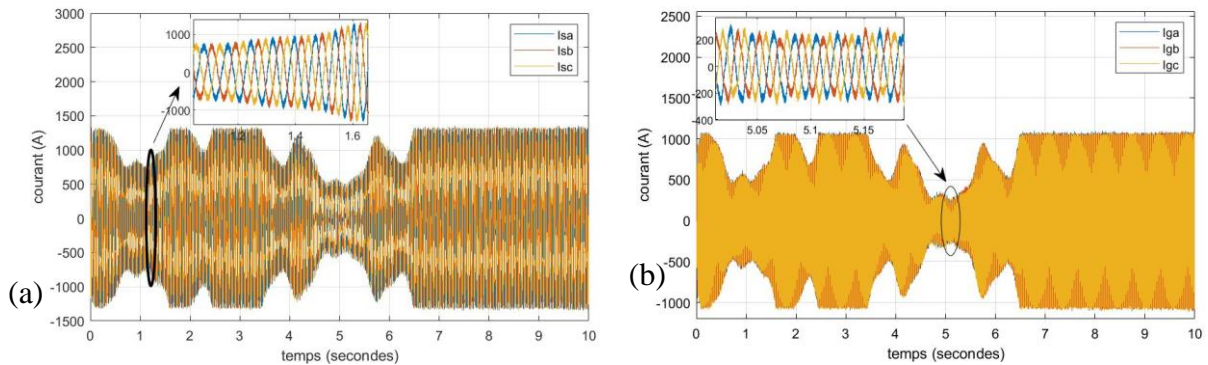 (a)
courant (A)
3000
2500
2000
1500
1000
500
0
-500
-1000
-1500
0 1 2 3 4 5 6 7 8 9 10
temps (secondes)
1000
0
-1000
1.2 1.4 1.6
Isa
Isb
Isc
(b)
courant (A)
2500
2000
1500
1000
500
0
-500
-1000
0 1 2 3 4 5 6 7 8 9 10
temps (secondes)
200
0
-200
-400
5.05 5.1 5.15
Iga
Igb
Igc